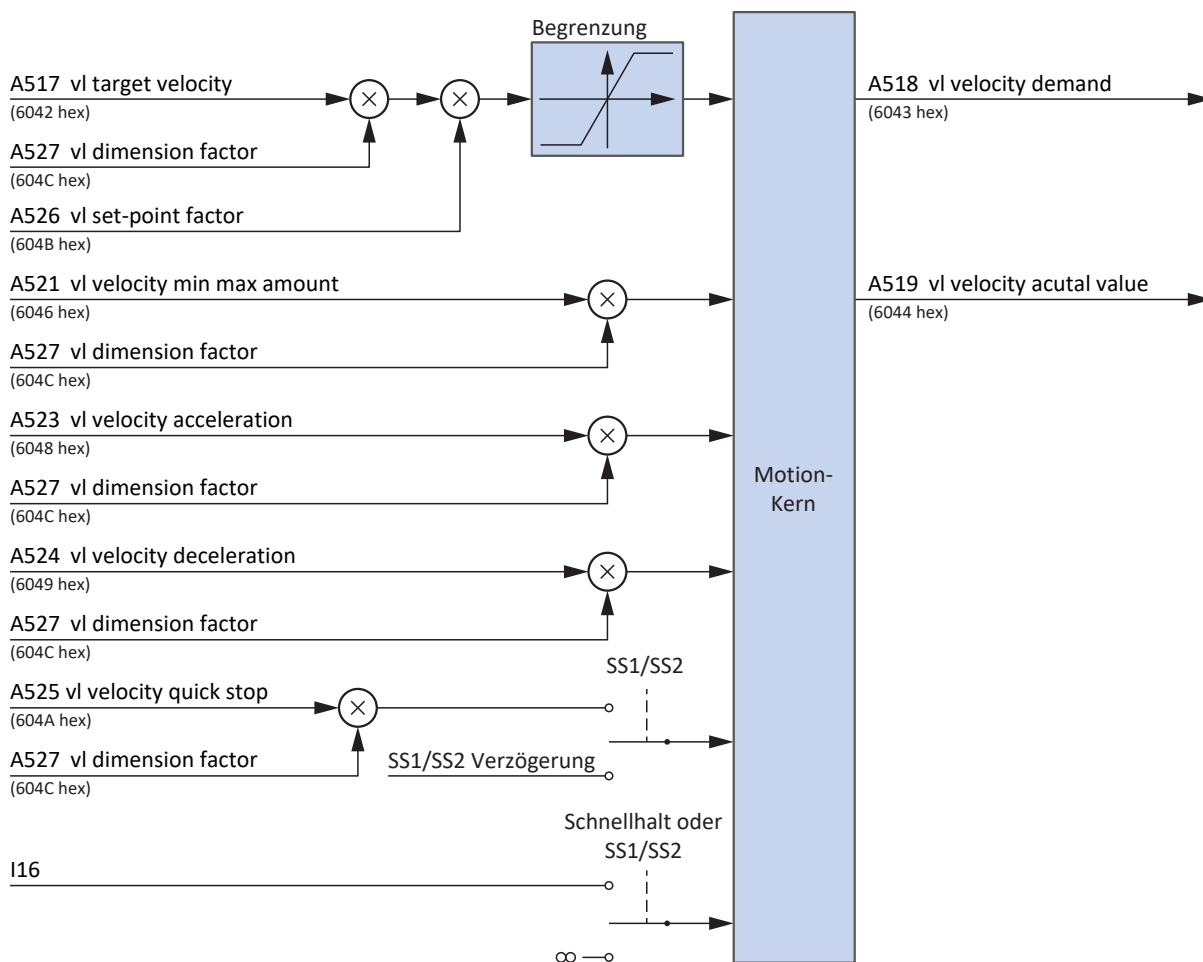 Begrenzung
A517 vl target velocity
(6042 hex)
A527 vl dimension factor
(604C hex)
A526 vl set-point factor
(604B hex)
A521 vl velocity min max amount
(6046 hex)
A527 vl dimension factor
(604C hex)
A523 vl velocity acceleration
(6048 hex)
A527 vl dimension factor
(604C hex)
A524 vl velocity deceleration
(6049 hex)
A527 vl dimension factor
(604C hex)
A525 vl velocity quick stop
(604A hex)
A527 vl dimension factor
(604C hex)
SS1/SS2
SS1/SS2 Verzögerung
Schnellhalt oder
SS1/SS2
I16
∞
Motion-
Kern
A518 vl velocity demand
(6043 hex)
A519 vl velocity acutal value
(6044 hex)